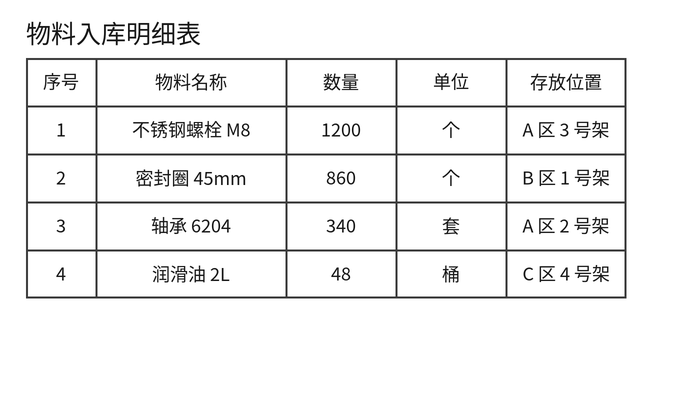 物料入库明细表
序号 物料名称 数量 单位 存放位置
1 不锈钢螺栓 M8 1200 个 A 区 3 号架
2 密封圈 45mm 860 个 B 区 1 号架
3 轴承 6204 340 套 A 区 2 号架
4 润滑油 2L 48 桶 C 区 4 号架